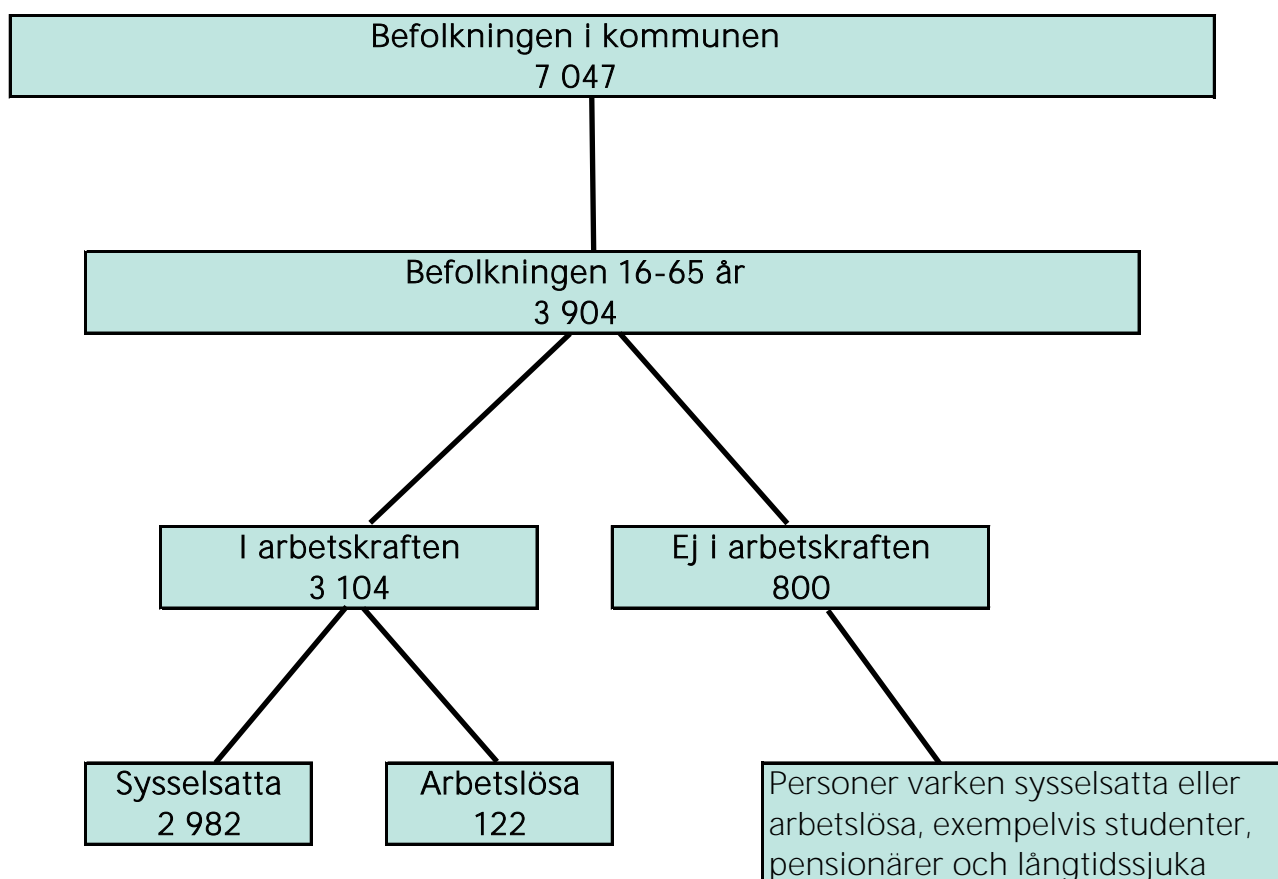 Befolkningen i kommunen
7 047
Befolkningen 16-65 år
3 904
I arbetskraften
3 104
Ej i arbetskraften
800
Sysselsatta
2 982
Arbetslösa
122
Personer varken sysselsatta eller
arbetslösa, exempelvis studenter,
pensionärer och långtidssjuka